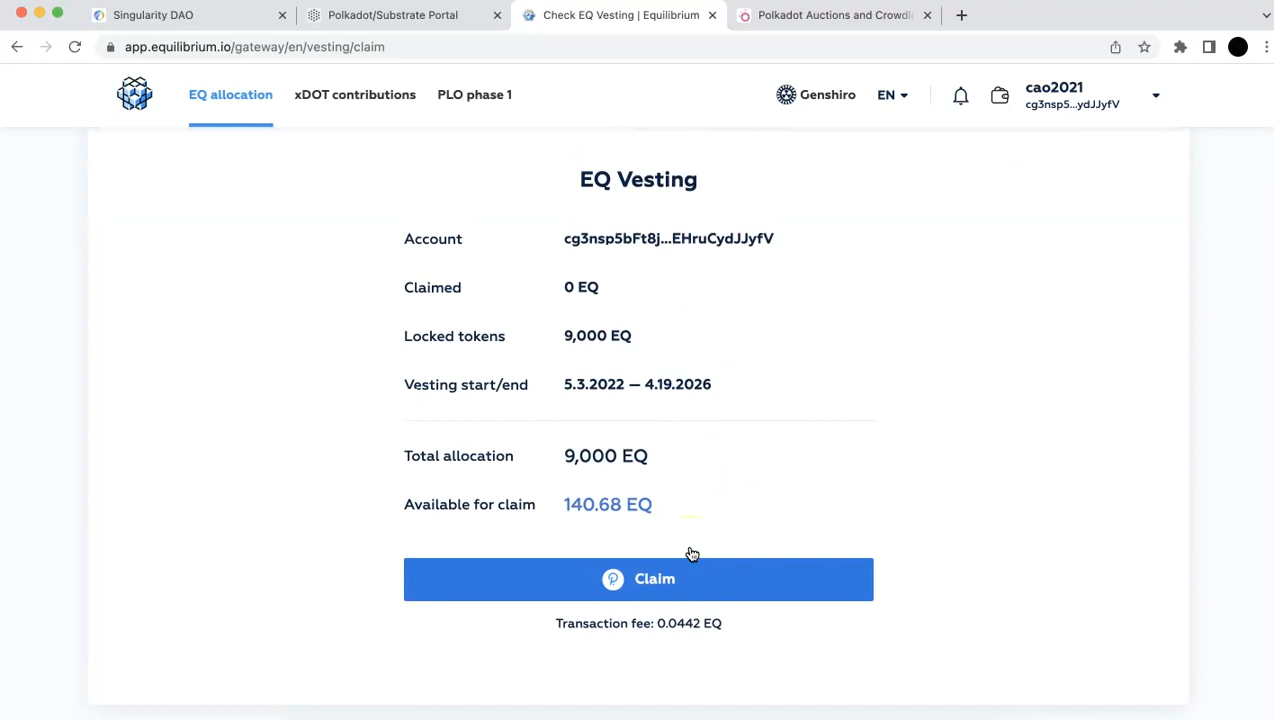 Singularity DAO
Polkadot/Substrate Portal
Check EQ Vesting | Equilibrium
Polkadot Auctions and Crowdl
app.equilibrium.io/gateway/en/vesting/claim
EQ allocation
xDOT contributions
PLO phase 1
Genshiro
EN
cao2021
cg3nsp5...ydJJyfV
EQ Vesting
Account cg3nsp5bFt8j...EHruCydJJyfV
Claimed 0 EQ
Locked tokens 9,000 EQ
Vesting start/end 5.3.2022 — 4.19.2026
Total allocation 9,000 EQ
Available for claim 140.68 EQ
Claim
Transaction fee: 0.0442 EQ